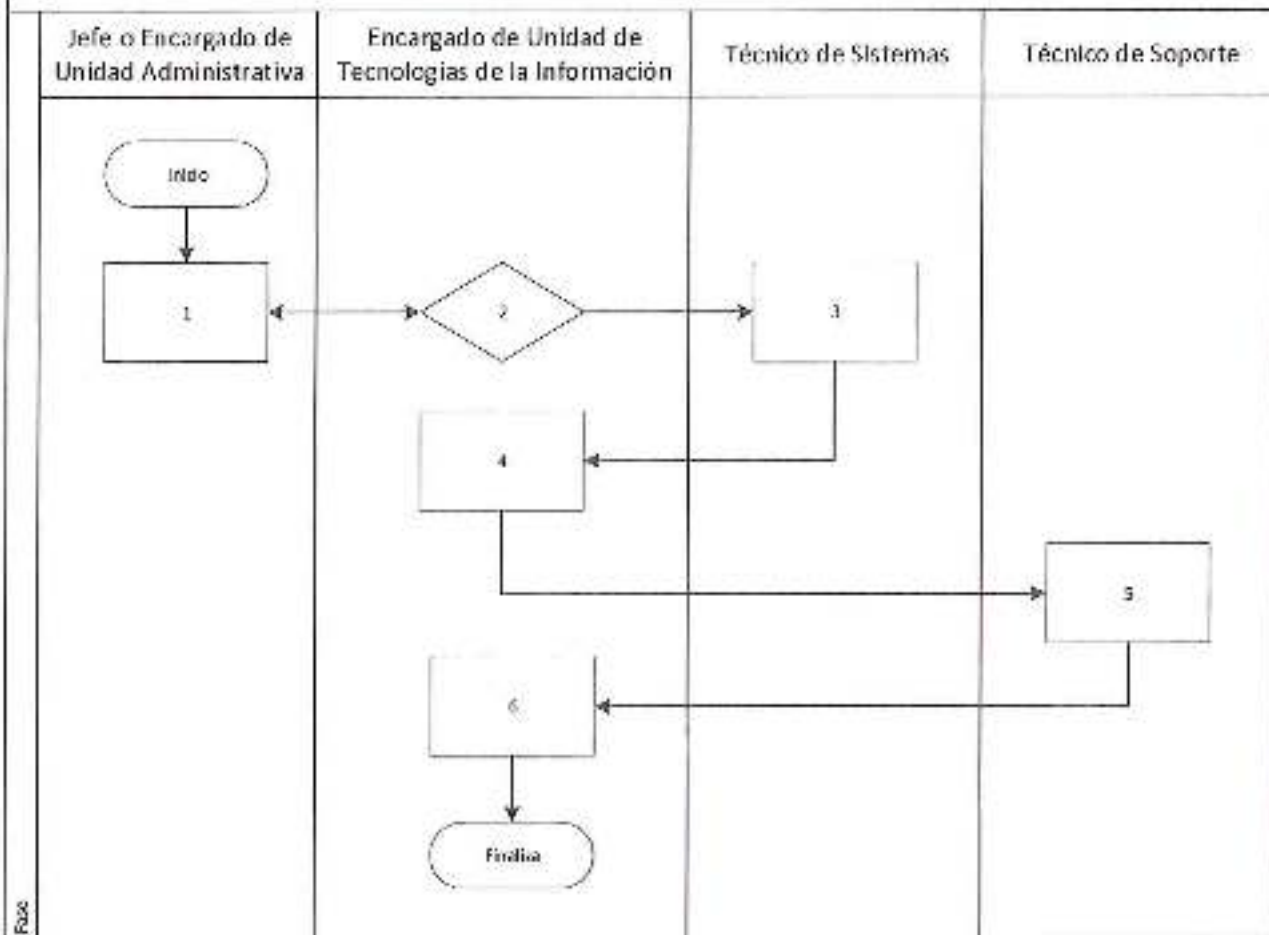 Jefe o Encargado de
Unidad Administrativa
Encargado de Unidad de
Tecnologías de la Información
Técnico de Sistemas
Técnico de Soporte
Inicio
1
2
3
4
5
6
Finaliza
Fase